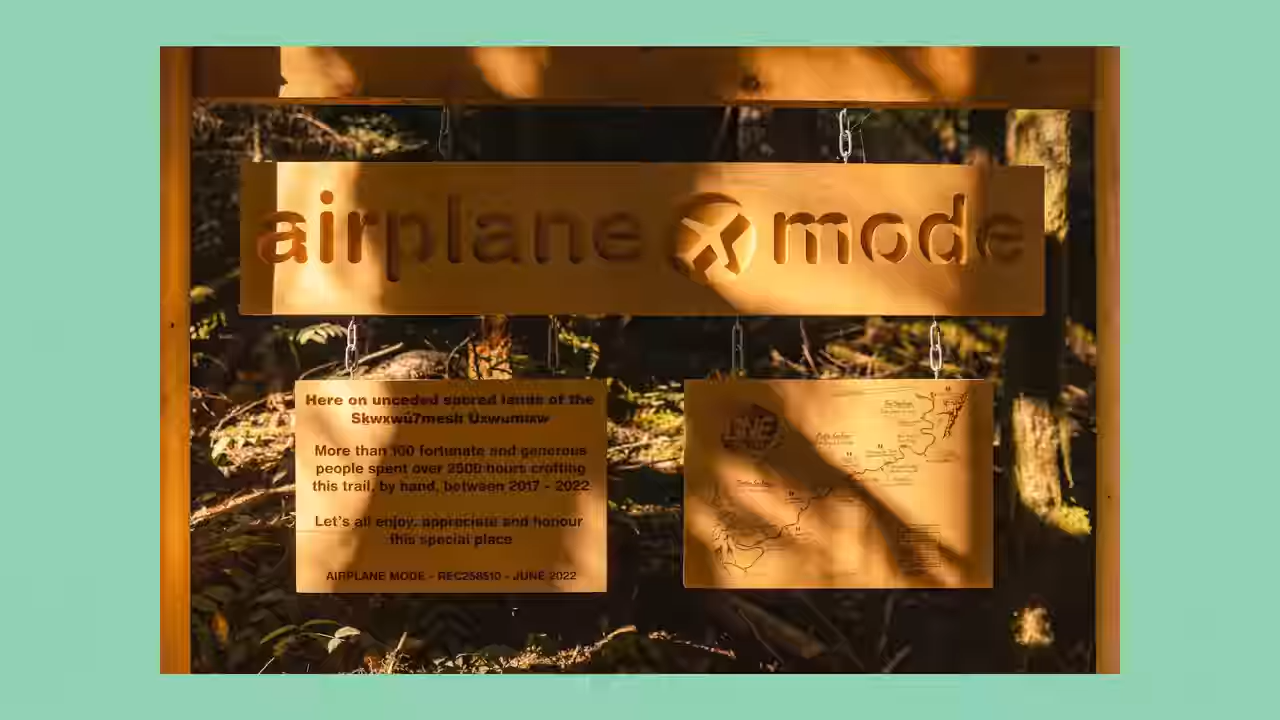 airplane mode
Here on unceded sacred lands of the
Skwxwú7mesh Úxwumixw
More than 100 fortunate and generous
people spent over 2500 hours crafting
this trail, by hand, between 2017 - 2022
Let's all enjoy, appreciate and honour
this special place
AIRPLANE MODE - REC258510 - JUNE 2022